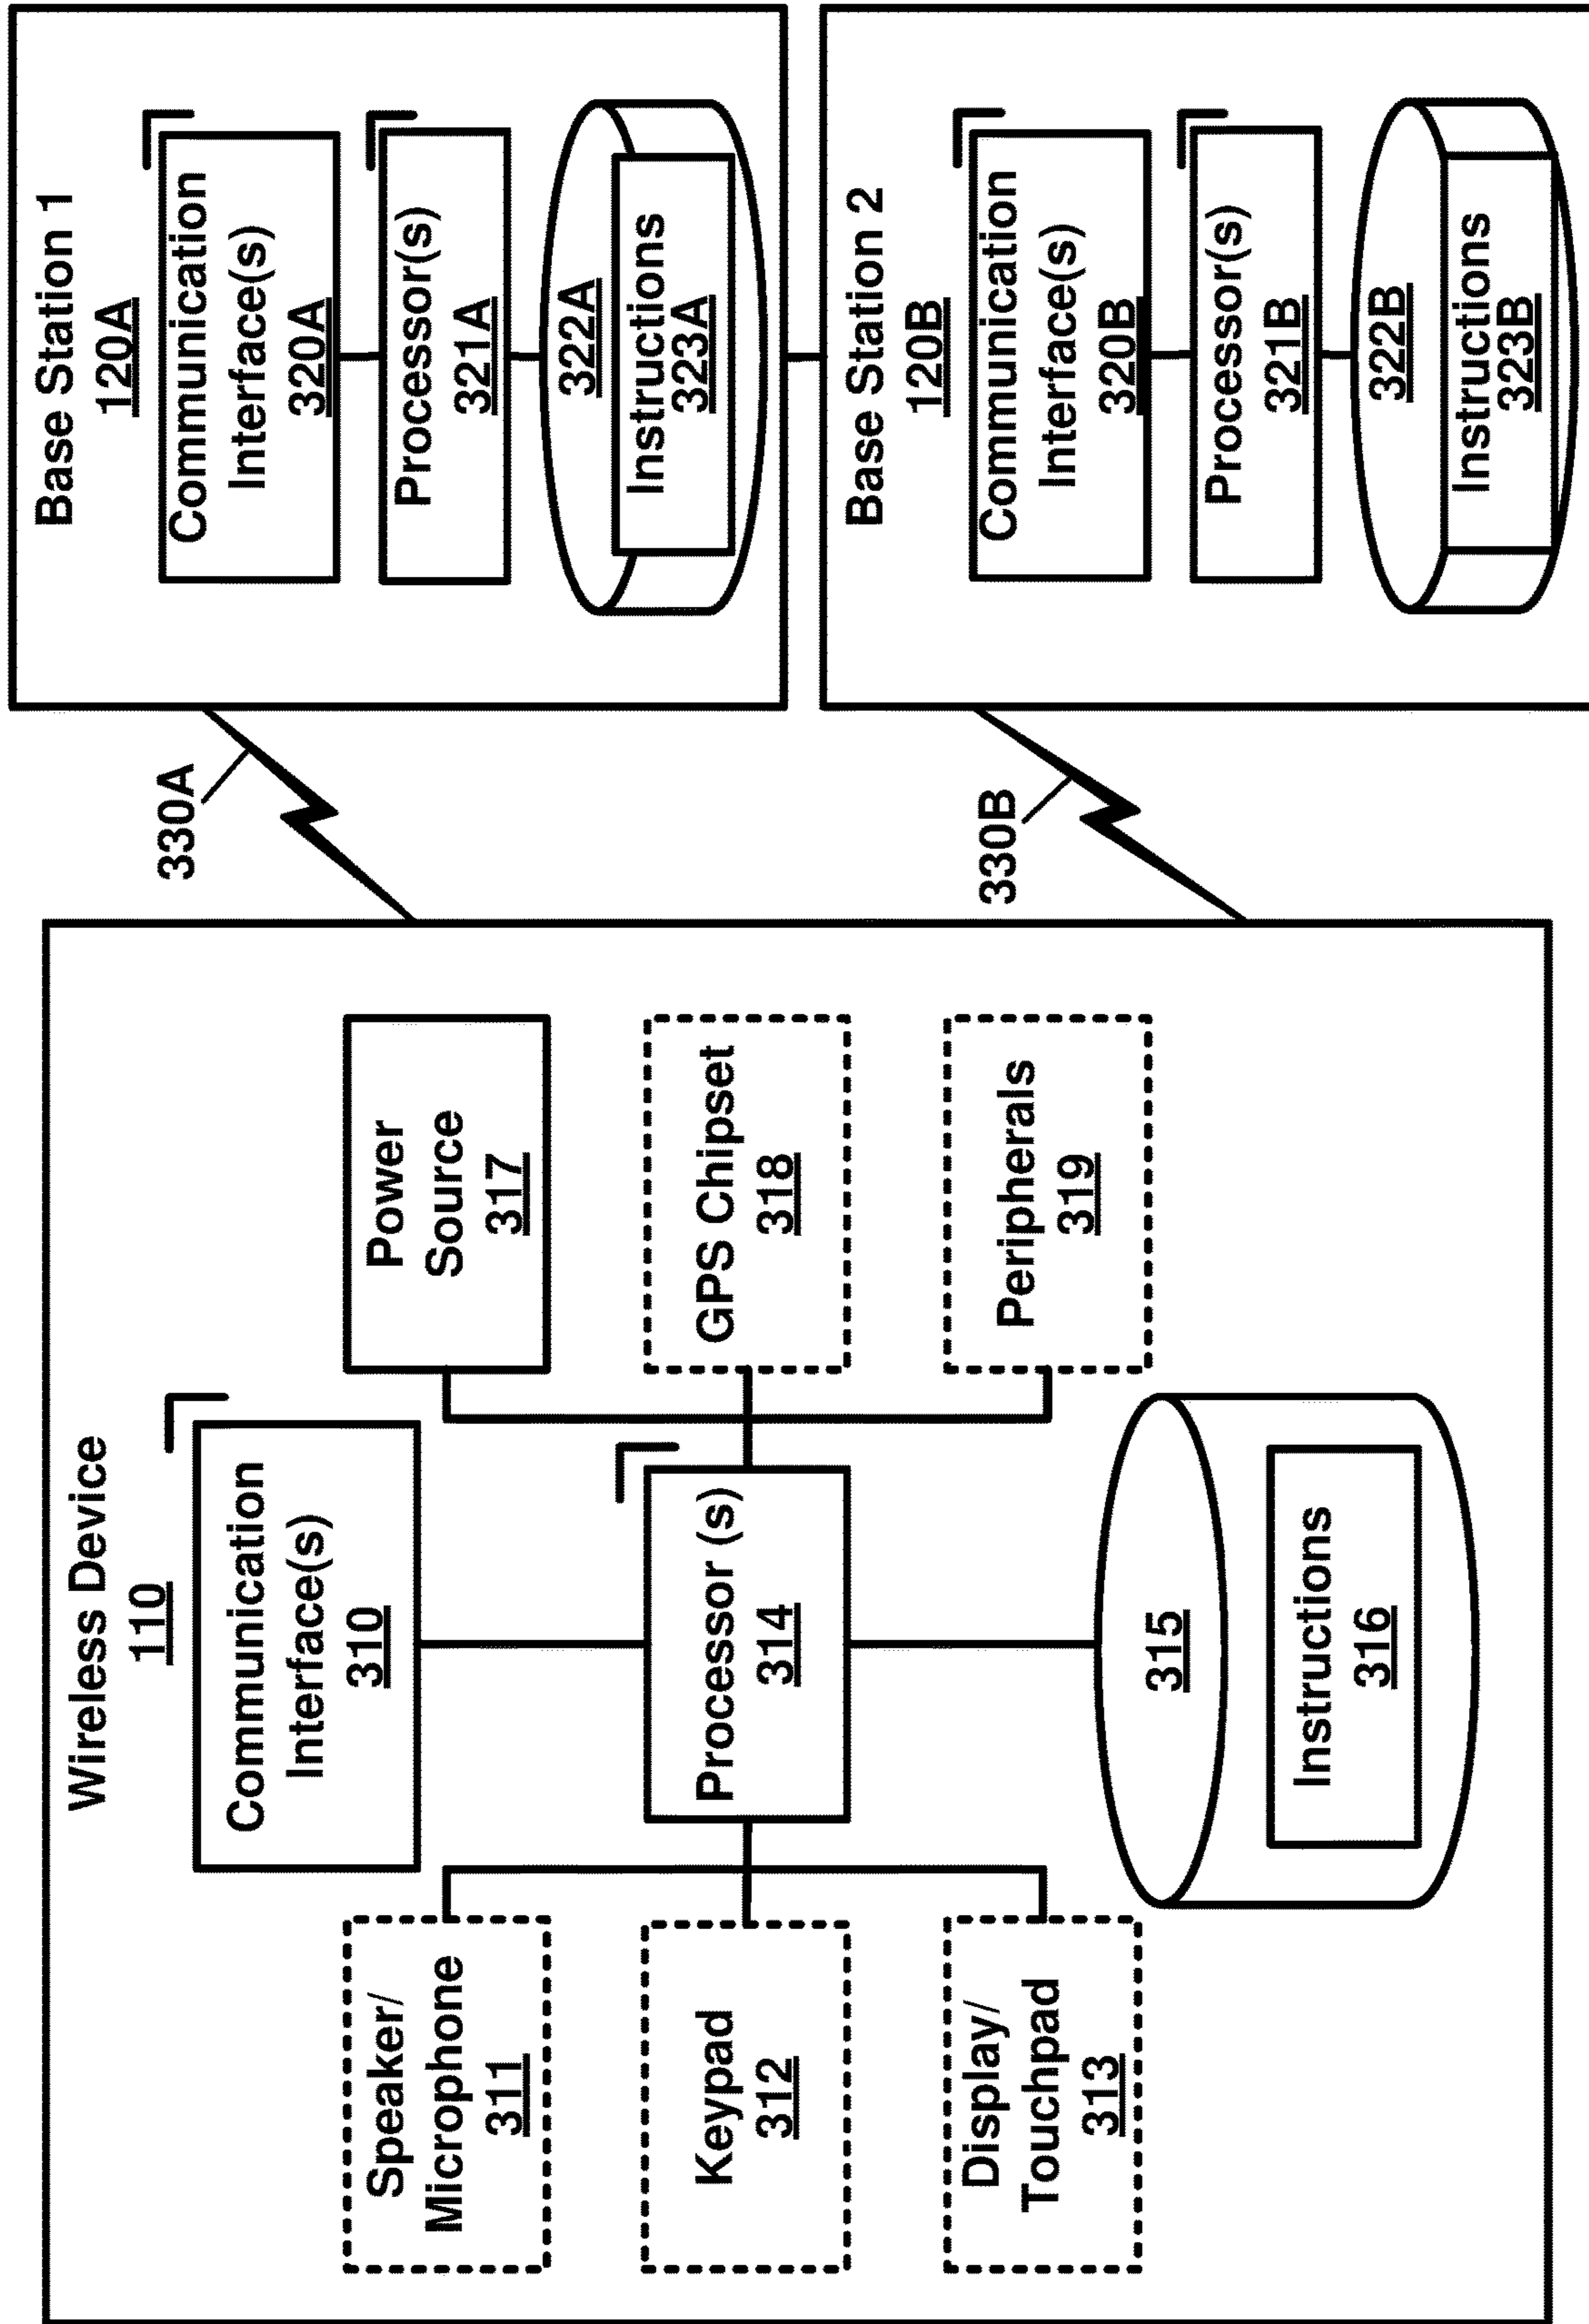 Wireless Device
110
Communication
Interface(s)
310
Speaker/
Microphone
311
Power
Source
317
Processor (s)
314
Keypad
312
GPS Chipset
318
Display/
Touchpad
313
Peripherals
319
315
Instructions
316
330A
330B
Base Station 1
120A
Communication
Interface(s)
320A
Processor(s)
321A
322A
Instructions
323A
Base Station 2
120B
Communication
Interface(s)
320B
Processor(s)
321B
322B
Instructions
323B